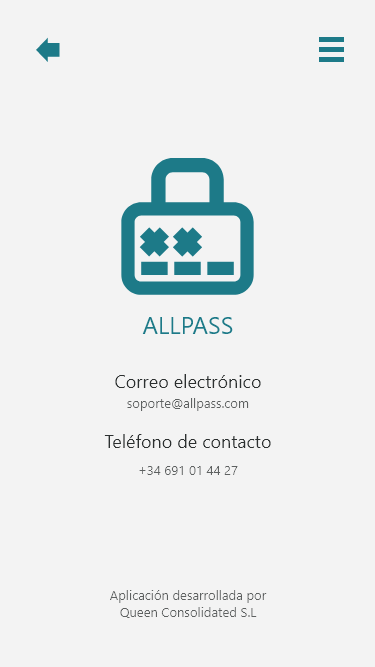 ALLPASS
Correo electrónico
soporte@allpass.com
Teléfono de contacto
+34 691 01 44 27
Aplicación desarrollada por
Queen Consolidated S.L